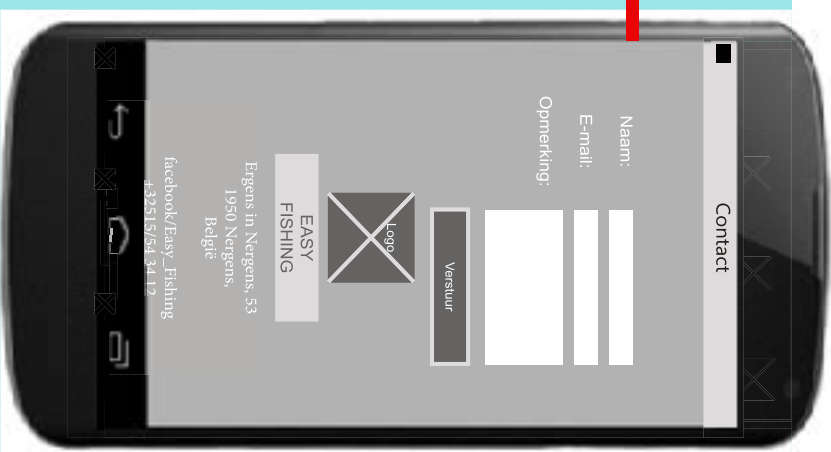 Contact
Naam:
E-mail:
Opmerking:
Verstuur
Logo
EASY
FISHING
Ergens in Nergens, 53
1950 Nergens,
België
facebook/Easy_Fishing
+32515/54 34 12